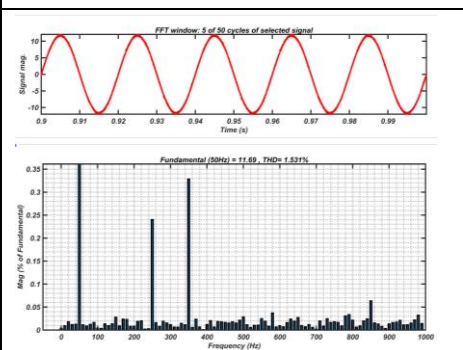 FFT window: 5 of 50 cycles of selected signal
Signal mag.
10
5
0
-5
-10
0.9 0.91 0.92 0.93 0.94 0.95 0.96 0.97 0.98 0.99
Time (s)
Fundamental (50Hz) = 11.69 , THD= 1.531%
Mag (% of Fundamental)
0.35
0.3
0.25
0.2
0.15
0.1
0.05
0
0 100 200 300 400 500 600 700 800 900 1000
Frequency (Hz)